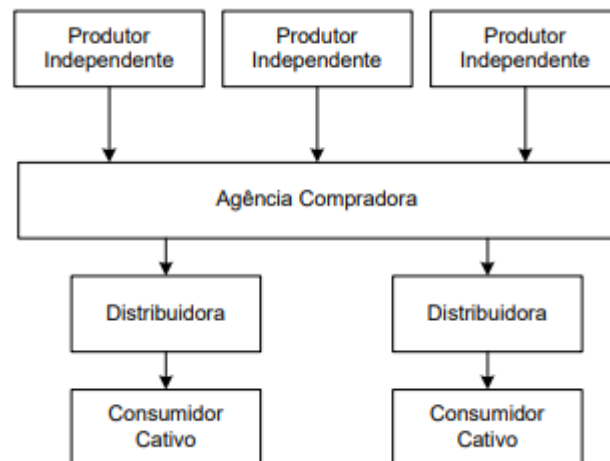 Produtor
Independente
Produtor
Independente
Produtor
Independente
Agência Compradora
Distribuidora
Distribuidora
Consumidor
Cativo
Consumidor
Cativo